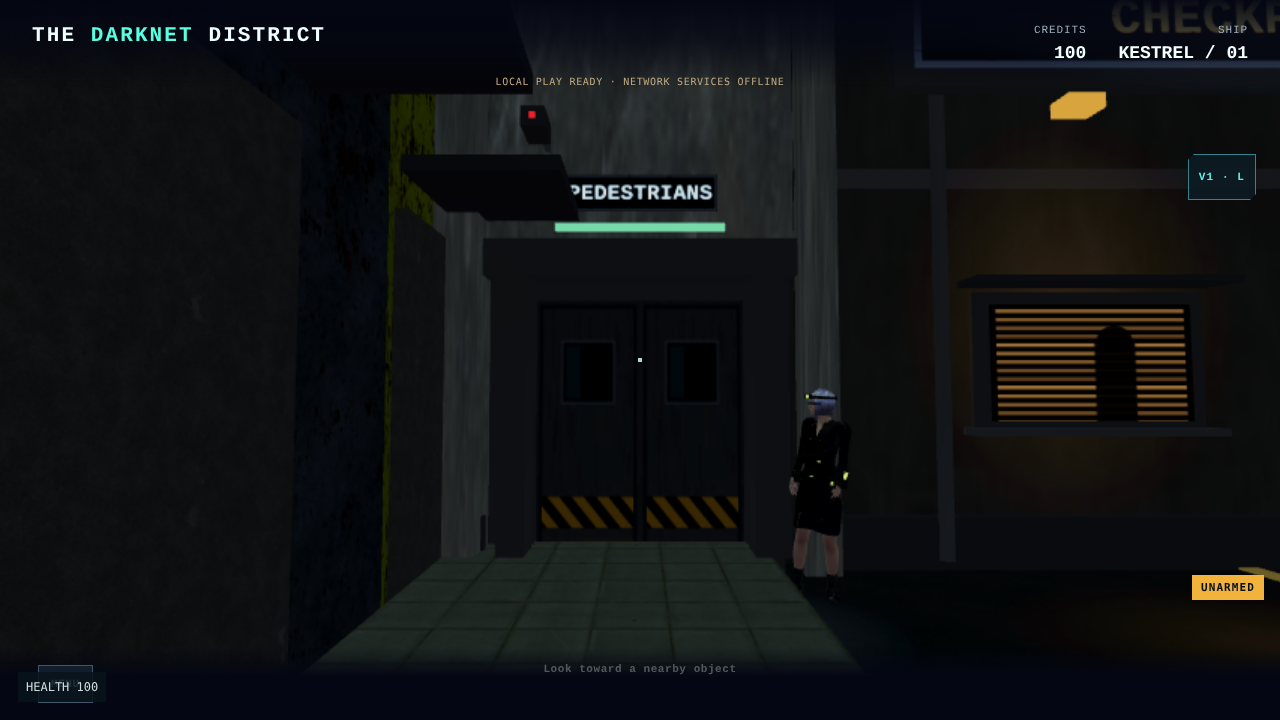 THE DARKNET DISTRICT
CREDITS
100
SHIP
KESTREL / 01
LOCAL PLAY READY · NETWORK SERVICES OFFLINE
PEDESTRIANS
V1 · L
UNARMED
Look toward a nearby object
HEALTH 100